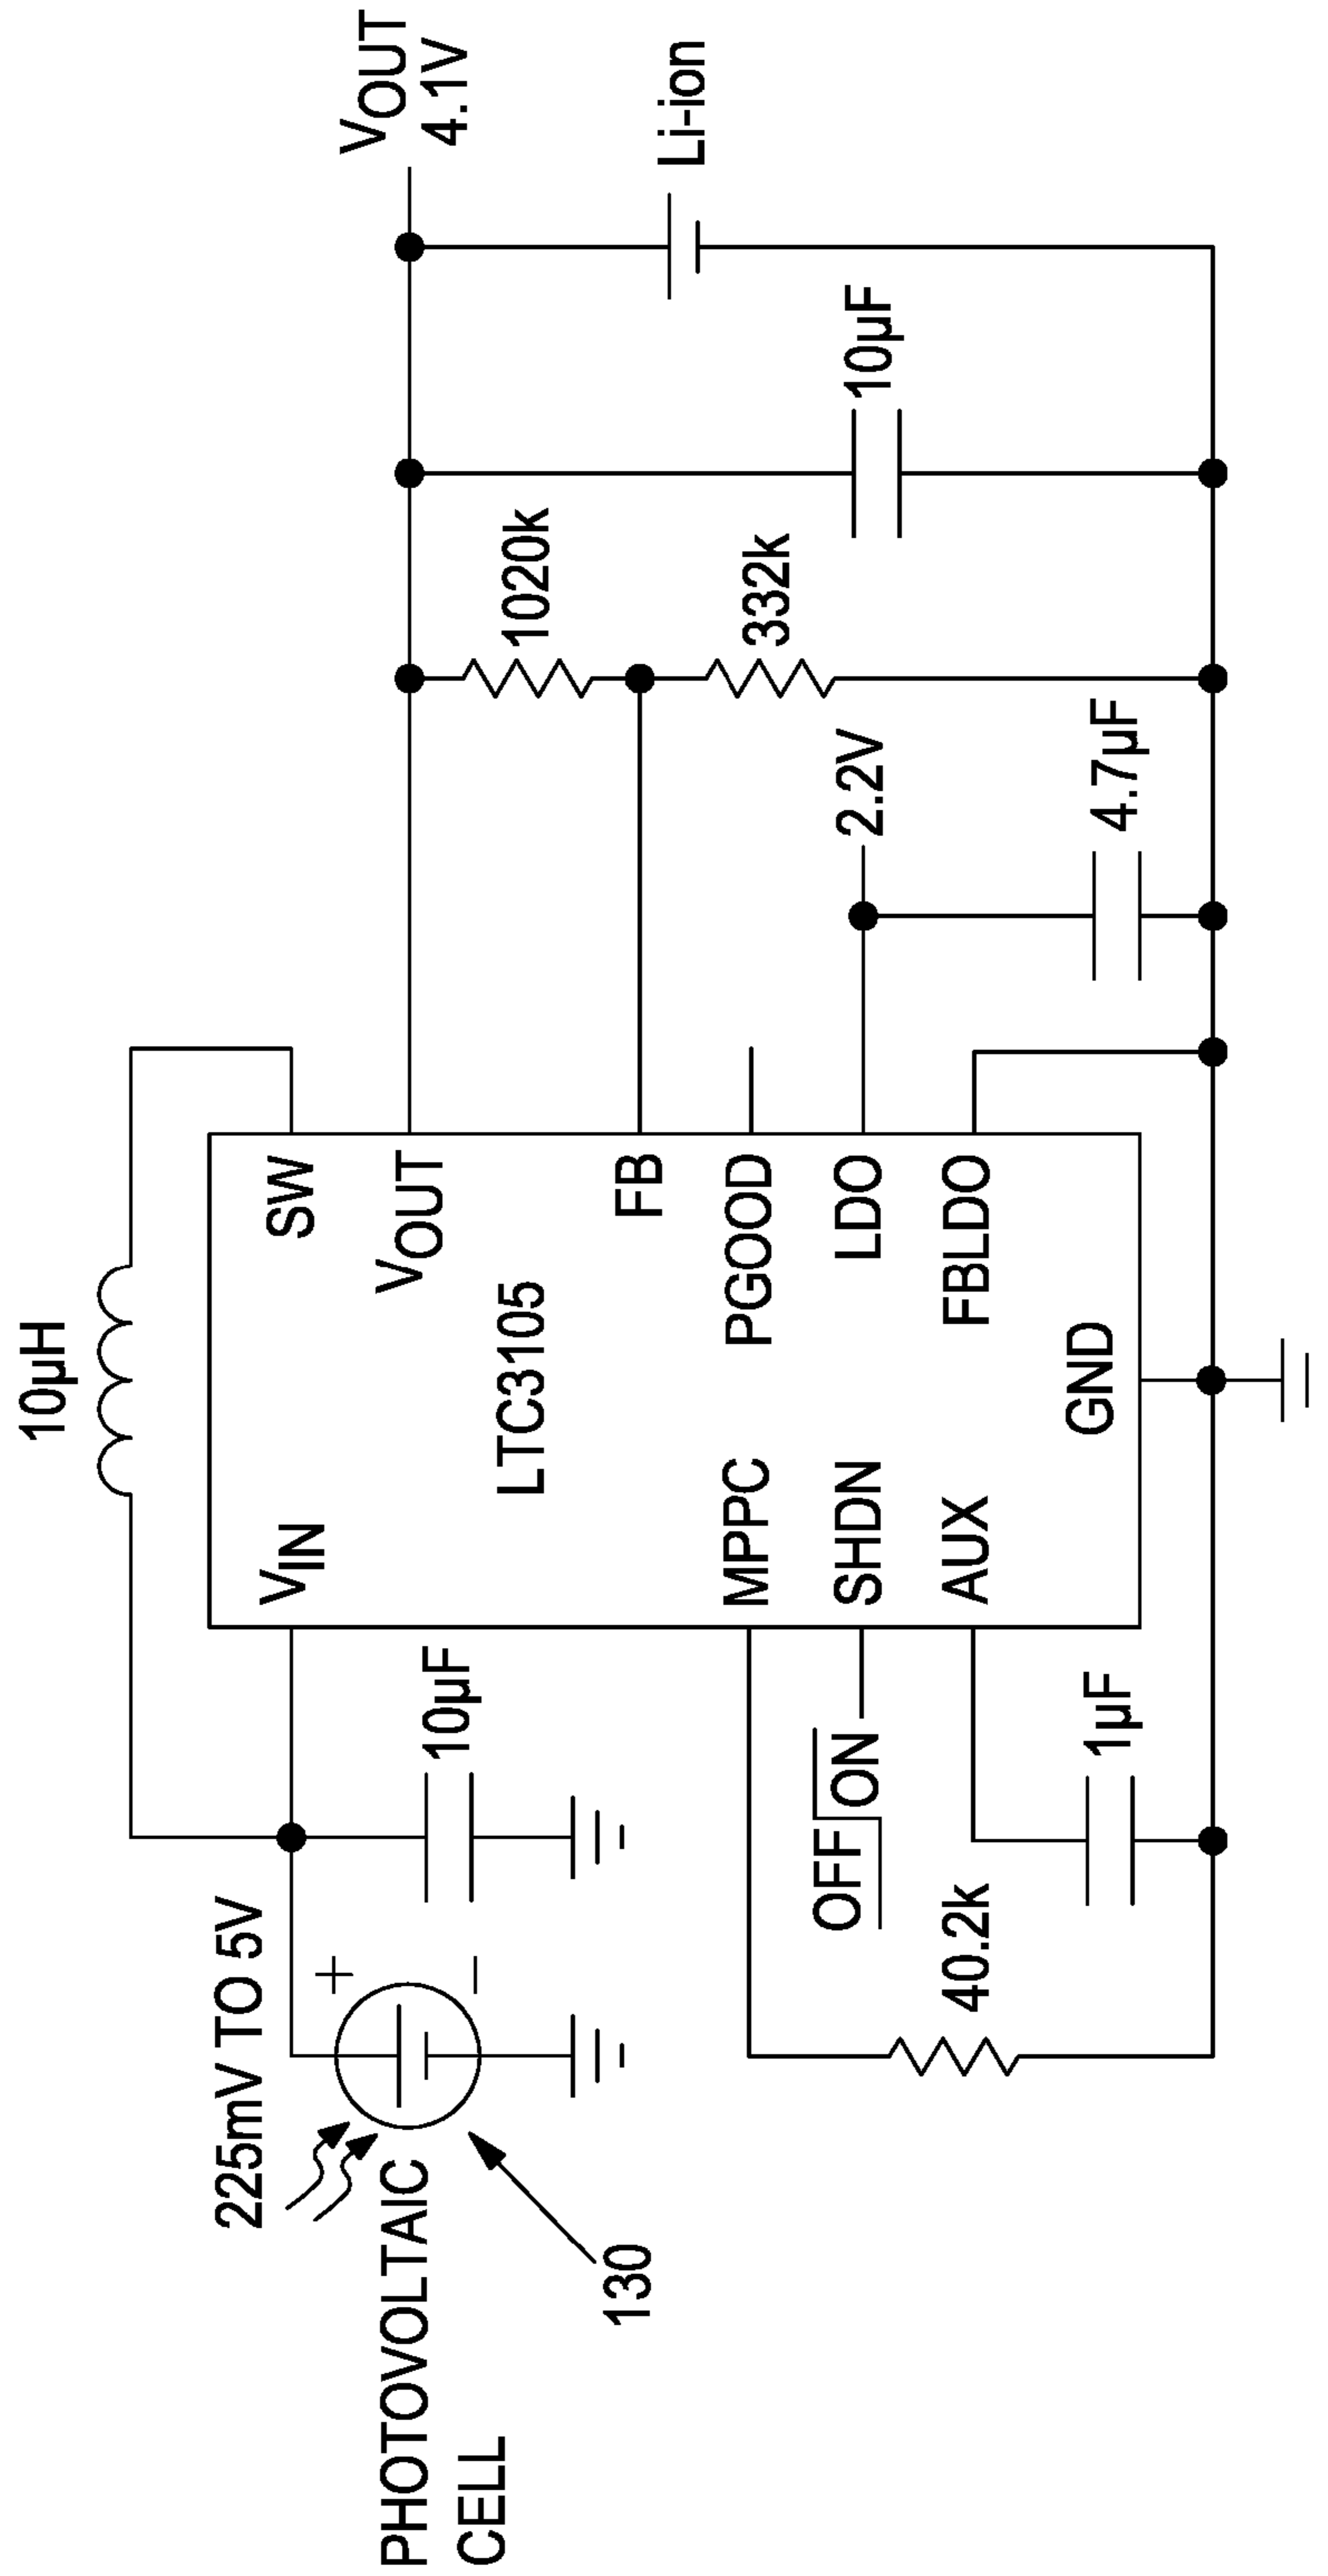 10µH
225mV TO 5V
PHOTOVOLTAIC
CELL
130
10µF
VIN
SW
VOUT
LTC3105
FB
MPPC
PGOOD
SHDN
LDO
AUX
FBLDO
GND
OFF ON
40.2k
1µF
VOUT
4.1V
1020k
332k
2.2V
4.7µF
10µF
Li-ion